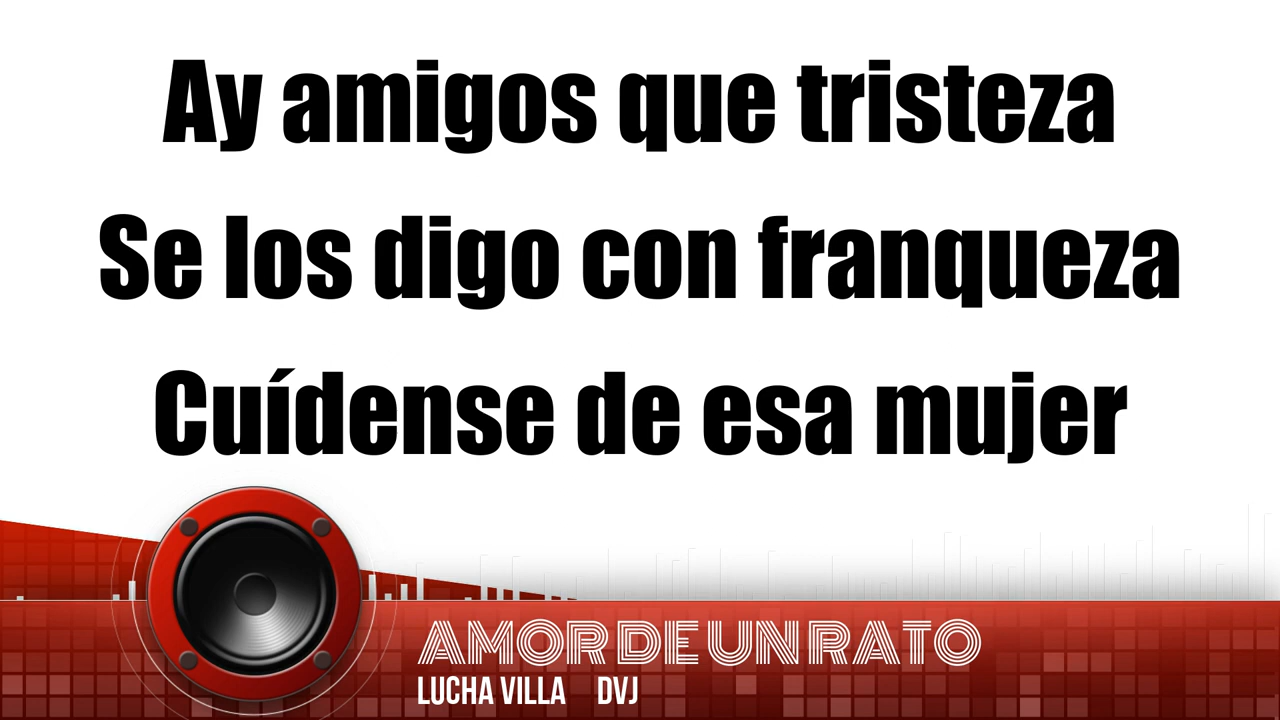 Ay amigos que tristeza
Se los digo con franqueza
Cuídense de esa mujer
AMOR DE UN RATO
LUCHA VILLA DVJ